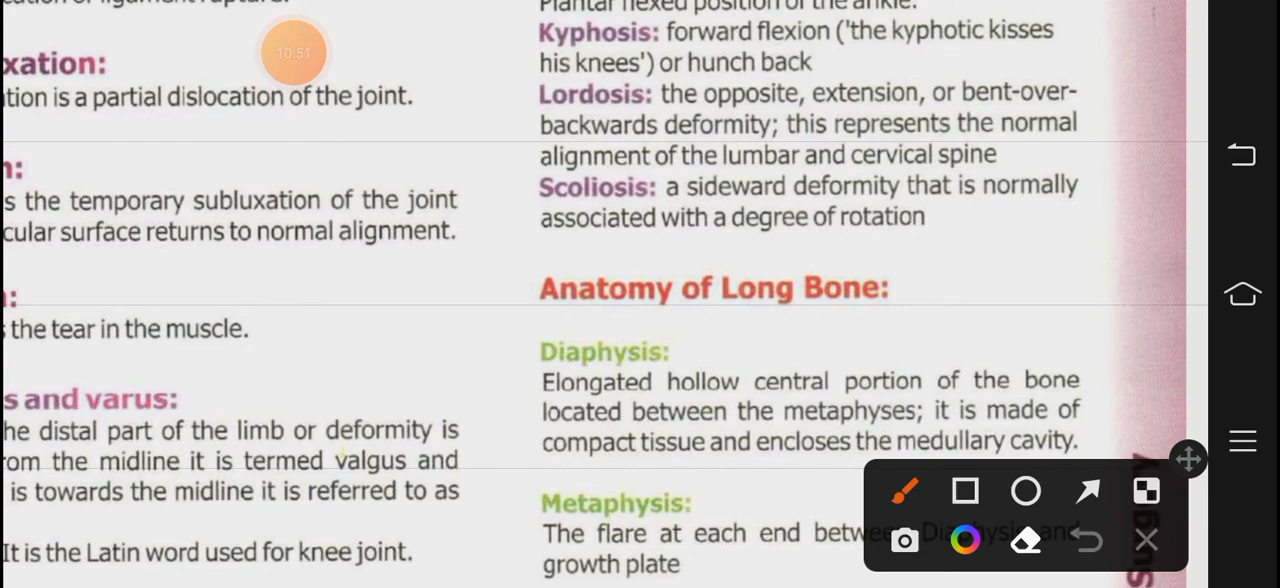 xation:
tion is a partial dislocation of the joint.
s the temporary subluxation of the joint
cular surface returns to normal alignment.
the tear in the muscle.
s and varus:
he distal part of the limb or deformity is
om the midline it is termed valgus and
is towards the midline it is referred to as
It is the Latin word used for knee joint.
Plantar flexed position of the ankle.
Kyphosis: forward flexion ('the kyphotic kisses
his knees') or hunch back
Lordosis: the opposite, extension, or bent-over-
backwards deformity; this represents the normal
alignment of the lumbar and cervical spine
Scoliosis: a sideward deformity that is normally
associated with a degree of rotation
Anatomy of Long Bone:
Diaphysis:
Elongated hollow central portion of the bone
located between the metaphyses; it is made of
compact tissue and encloses the medullary cavity.
Metaphysis:
The flare at each end between Diaphysis and
growth plate
10:51
Surgery